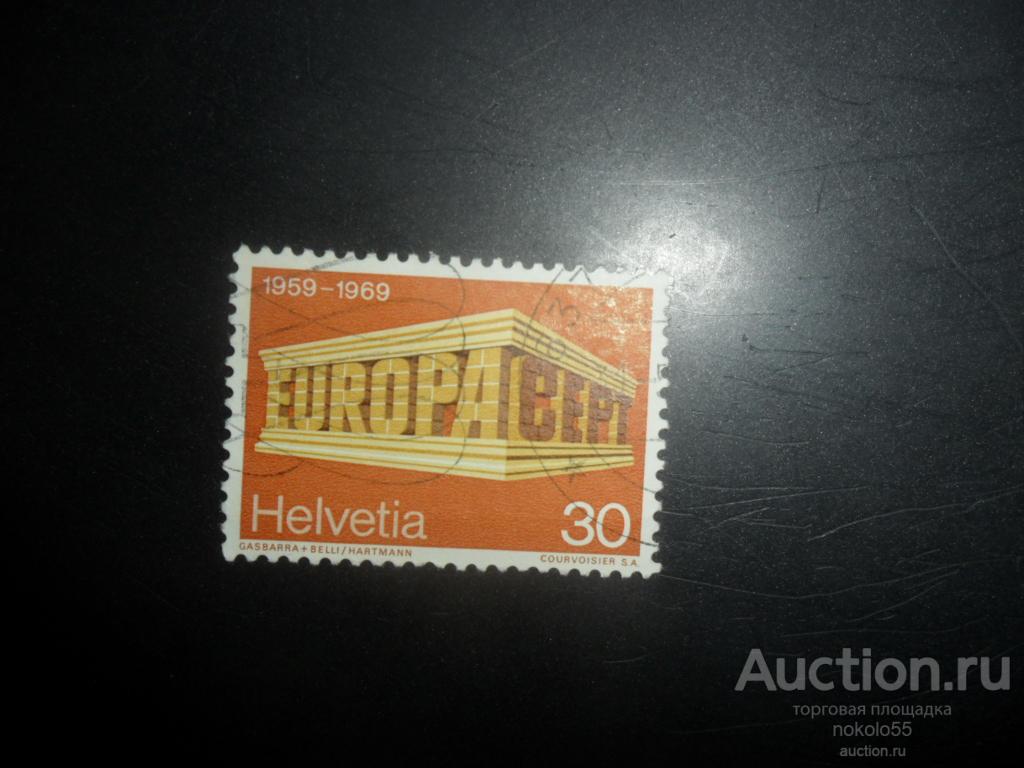 1959-1969
EUROPA CEPT
Helvetia 30
GASBARRA+BELLI/HARTMANN COURVOISIER S.A.
Auction.ru
торговая площадка
nokolo55
auction.ru